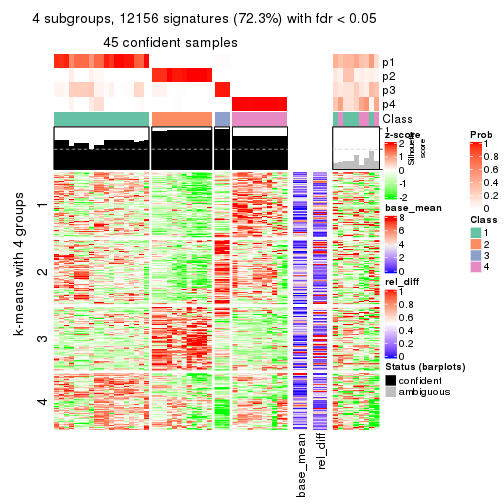 4 subgroups, 12156 signatures (72.3%) with fdr < 0.05
45 confident samples
p1
p2
p3
p4
Class
1
Silhouette
score
k-means with 4 groups
1
2
3
4
base_mean
rel_diff
z-score
2
1
0
-1
-2
base_mean
8
6
4
2
0
rel_diff
1
0.8
0.6
0.4
0.2
0
Status (barplots)
confident
ambiguous
Prob
1
0.8
0.6
0.4
0.2
0
Class
1
2
3
4